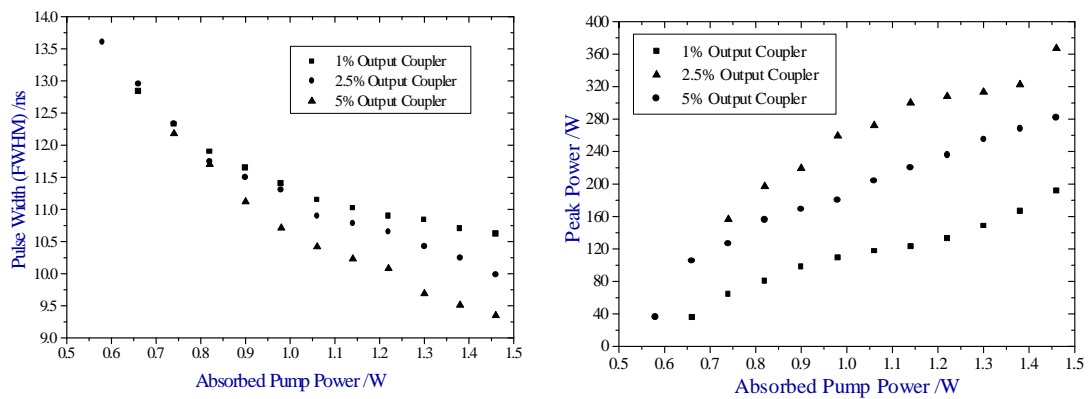 14.0
13.5
13.0
12.5
12.0
11.5
11.0
10.5
10.0
9.5
9.0
Pulse Width (FWHM) /ns
1% Output Coupler
2.5% Output Coupler
5% Output Coupler
0.5 0.6 0.7 0.8 0.9 1.0 1.1 1.2 1.3 1.4 1.5
Absorbed Pump Power /W
400
360
320
280
240
200
160
120
80
40
0
Peak Power /W
1% Output Coupler
2.5% Output Coupler
5% Output Coupler
0.5 0.6 0.7 0.8 0.9 1.0 1.1 1.2 1.3 1.4 1.5
Absorbed Pump Power /W